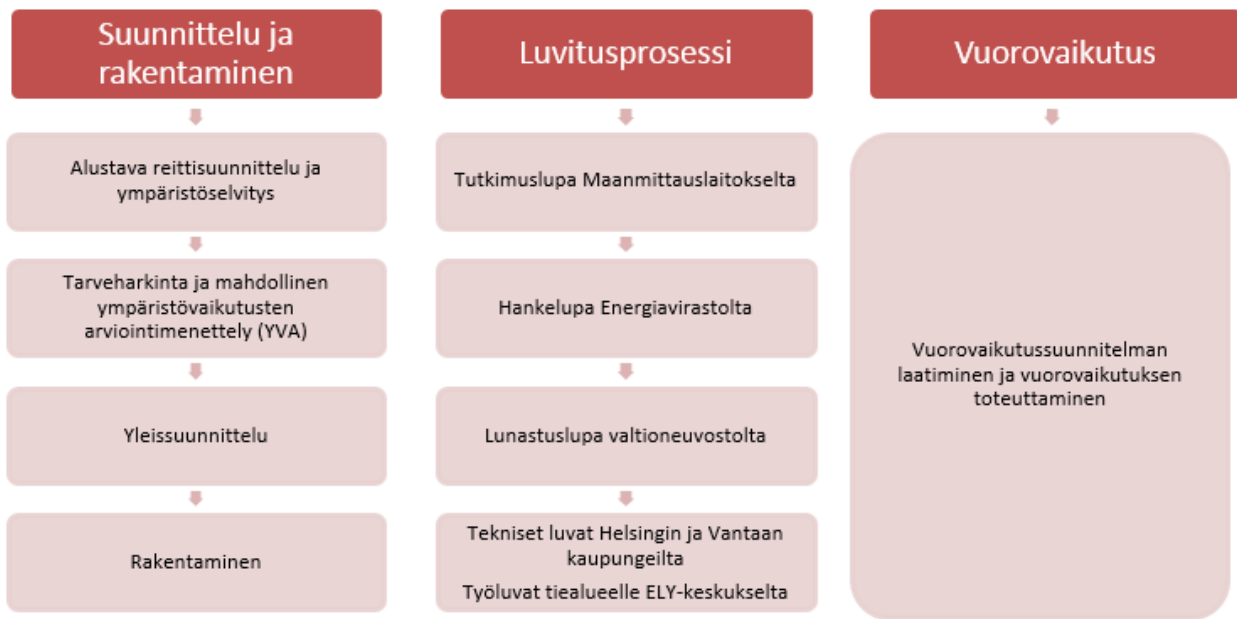 Suunnittelu ja
rakentaminen
Alustava reittisuunnittelu ja
ympäristöselvitys
Tarveharkinta ja mahdollinen
ympäristövaikutusten
arviointimenettely (YVA)
Yleissuunnittelu
Rakentaminen
Luvitusprosessi
Tutkimuslupa Maanmittauslaitokselta
Hankelupa Energiavirastolta
Lunastuslupa valtioneuvostolta
Tekniset luvat Helsingin ja Vantaan
kaupungeilta
Työluvat tiealueelle ELY-keskukselta
Vuorovaikutus
Vuorovaikutussuunnitelman
laatiminen ja vuorovaikutuksen
toteuttaminen